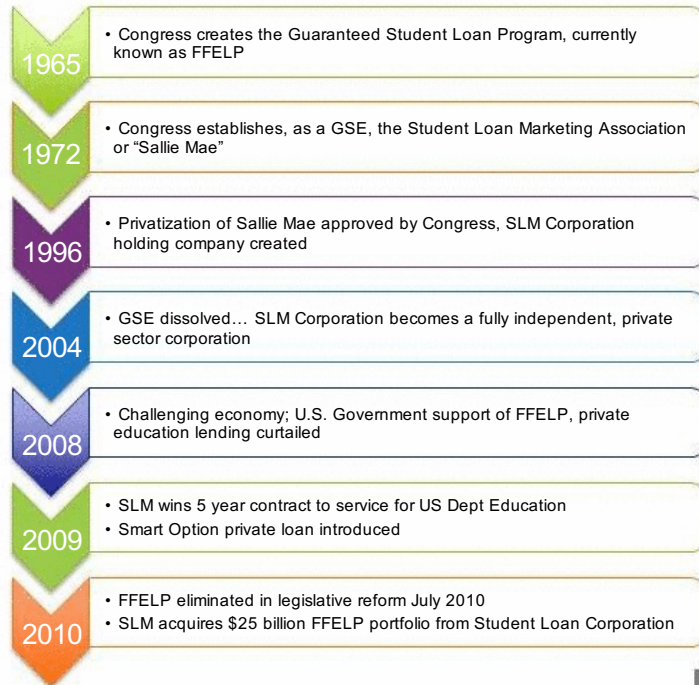 • Congress creates the Guaranteed Student Loan Program, currently
known as FFELP
1965
• Congress establishes, as a GSE, the Student Loan Marketing Association
or “Sallie Mae”
1972
• Privatization of Sallie Mae approved by Congress, SLM Corporation
holding company created
1996
• GSE dissolved… SLM Corporation becomes a fully independent, private
sector corporation
2004
• Challenging economy; U.S. Government support of FFELP, private
education lending curtailed
2008
• SLM wins 5 year contract to service for US Dept Education
• Smart Option private loan introduced
2009
• FFELP eliminated in legislative reform July 2010
• SLM acquires $25 billion FFELP portfolio from Student Loan Corporation
2010